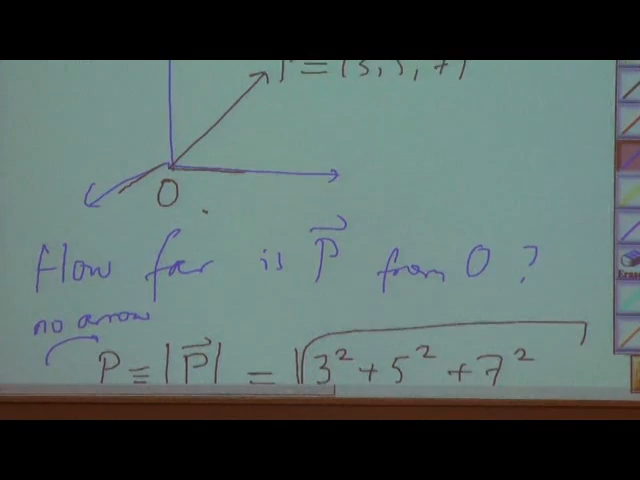 O
How far is P⃗ from O ?
no arrow
P ≡ |P⃗| = √3² + 5² + 7²